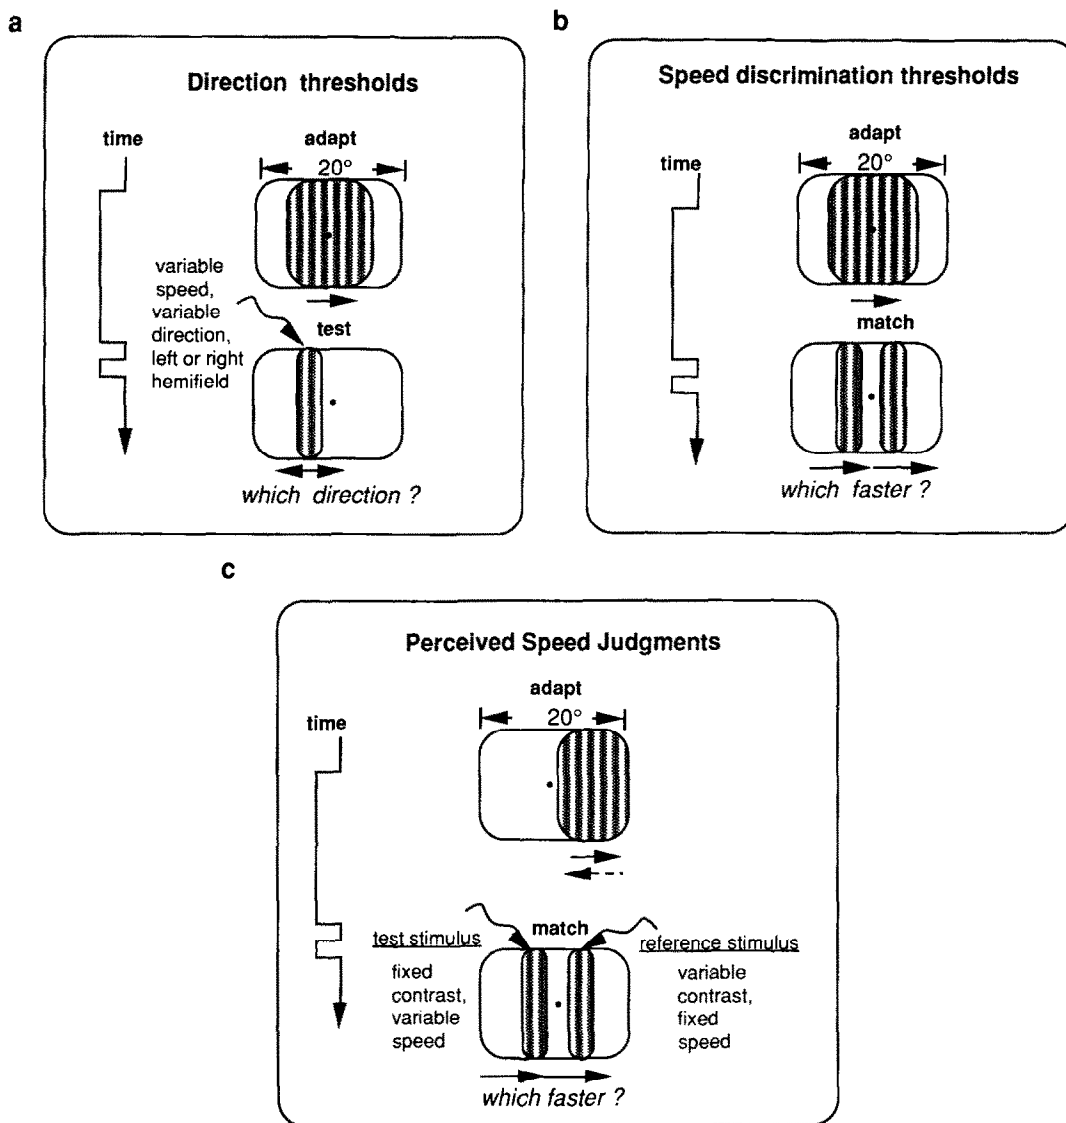 a
Direction thresholds
time
adapt
20°
variable
speed,
variable
direction,
left or right
hemifield
test
which direction ?
b
Speed discrimination thresholds
time
adapt
20°
match
which faster ?
c
Perceived Speed Judgments
adapt
time
20°
match
test stimulus
fixed
contrast,
variable
speed
reference stimulus
variable
contrast,
fixed
speed
which faster ?